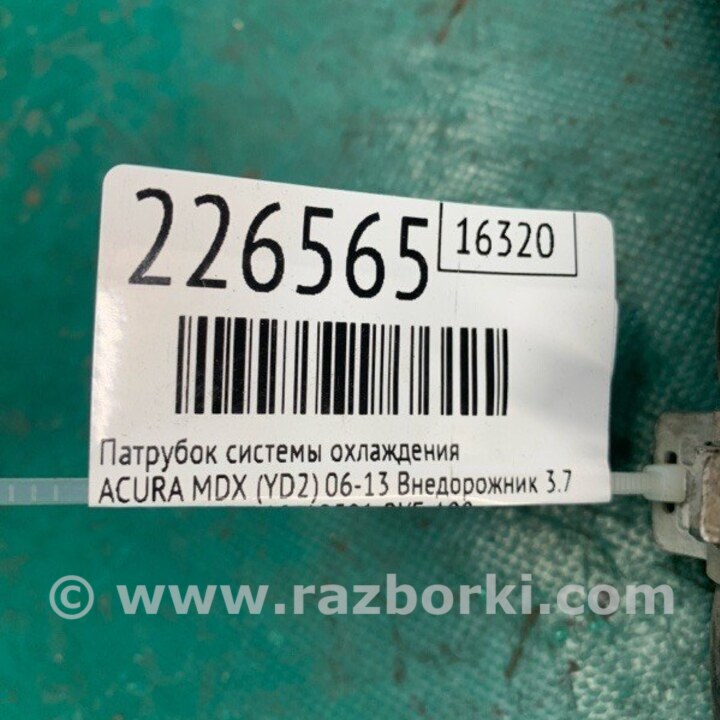 226565
16320
Патрубок системы охлаждения
ACURA MDX (YD2) 06-13 Внедорожник 3.7
© www.razborki.com